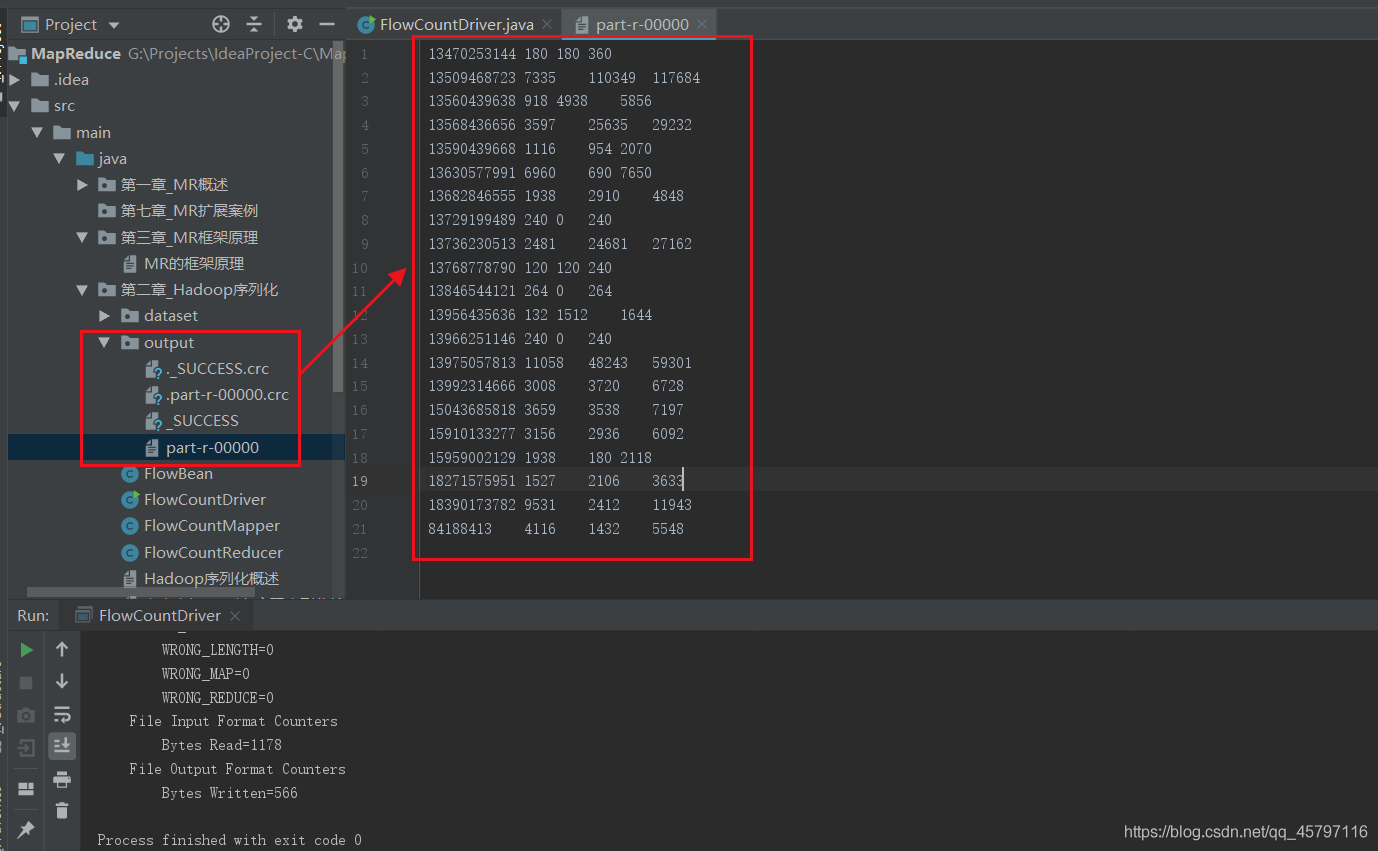 Project
FlowCountDriver.java
part-r-00000
MapReduce G:\Projects\IdeaProject-C\Map
.idea
src
main
java
第一章_MR概述
第七章_MR扩展案例
第三章_MR框架原理
MR的框架原理
第二章_Hadoop序列化
dataset
output
._SUCCESS.crc
.part-r-00000.crc
_SUCCESS
part-r-00000
FlowBean
FlowCountDriver
FlowCountMapper
FlowCountReducer
Hadoop序列化概述
1 13470253144 180 180 360
2 13509468723 7335 110349 117684
3 13560439638 918 4938 5856
4 13568436656 3597 25635 29232
5 13590439668 1116 954 2070
6 13630577991 6960 690 7650
7 13682846555 1938 2910 4848
8 13729199489 240 0 240
9 13736230513 2481 24681 27162
10 13768778790 120 120 240
11 13846544121 264 0 264
12 13956435636 132 1512 1644
13 13966251146 240 0 240
14 13975057813 11058 48243 59301
15 13992314666 3008 3720 6728
16 15043685818 3659 3538 7197
17 15910133277 3156 2936 6092
18 15959002129 1938 180 2118
19 18271575951 1527 2106 3633
20 18390173782 9531 2412 11943
21 84188413 4116 1432 5548
22
Run: FlowCountDriver
WRONG_LENGTH=0
WRONG_MAP=0
WRONG_REDUCE=0
File Input Format Counters
Bytes Read=1178
File Output Format Counters
Bytes Written=566
Process finished with exit code 0
https://blog.csdn.net/qq_45797116